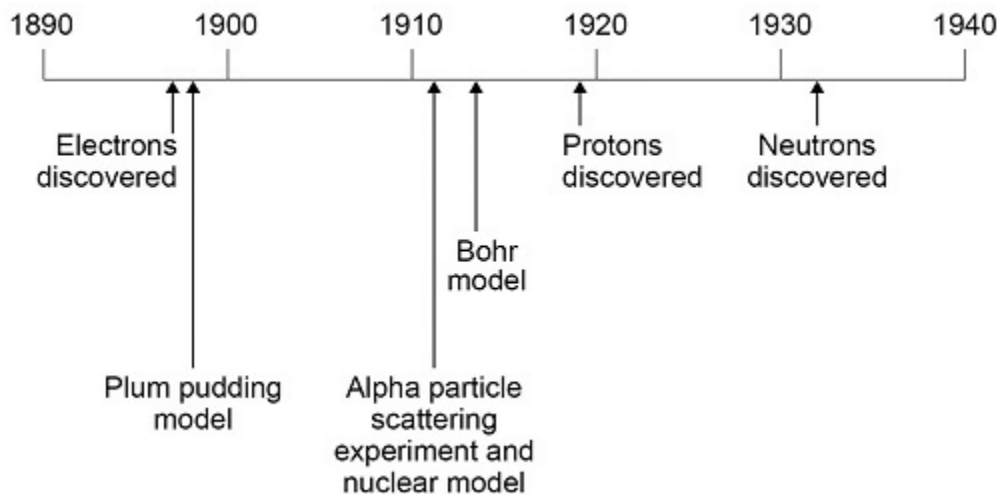 1890 1900 1910 1920 1930 1940
Electrons
discovered
Protons
discovered
Neutrons
discovered
Bohr
model
Plum pudding
model
Alpha particle
scattering
experiment and
nuclear model